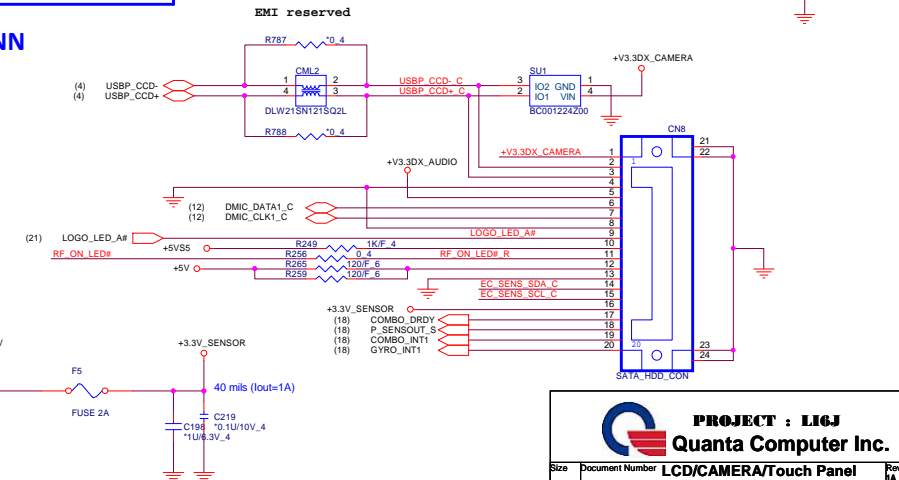 EMI reserved
NN
R787 *0_4
CML2
(4) USBP_CCD- 1 2 USBP_CCD-_C
(4) USBP_CCD+ 4 3 USBP_CCD+_C
DLW21SN121SQ2L
R788 *0_4
+V3.3DX_CAMERA
SU1
3 IO2 GND 1
2 IO1 VIN 4
BC001224Z00
CN8
21
22
+V3.3DX_CAMERA 1
1
2
+V3.3DX_AUDIO
3
4
5
(12) DMIC_DATA1_C 6
(12) DMIC_CLK1_C 7
8
(21) LOGO_LED_A# LOGO_LED_A# 9
+5VS5 R249 1K/F_4 10
RF_ON_LED# R256 0_4 RF_ON_LED#_R 11
+5V R265 120/F_6 12
R259 120/F_6 13
EC_SENS_SDA_C 14
EC_SENS_SCL_C 15
+3.3V_SENSOR 16
(18) COMBO_DRDY 17
(18) P_SENSOUT_S 18
(18) COMBO_INT1 19
(18) GYRO_INT1 20
20
23
24
SATA_HDD_CON
+3.3V_SENSOR
F5
FUSE 2A
40 mils (Iout=1A)
C219
*0.1U/10V_4
C198
*1U/6.3V_4
PROJECT : LI6J
Quanta Computer Inc.
Size Document Number Rev
LCD/CAMERA/Touch Panel 1A